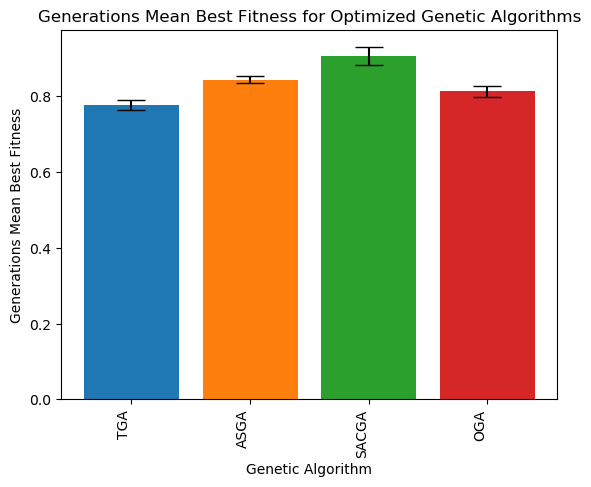 Generations Mean Best Fitness for Optimized Genetic Algorithms
Generations Mean Best Fitness
0.8
0.6
0.4
0.2
0.0
TGA
ASGA
SACGA
OGA
Genetic Algorithm